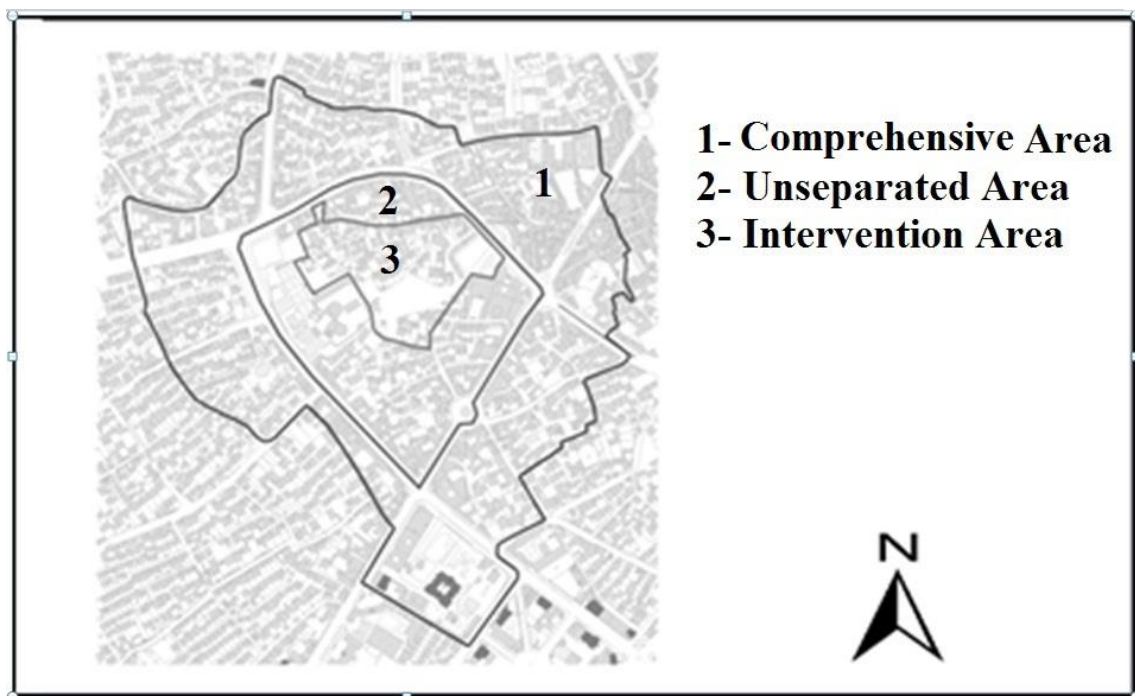 1- Comprehensive Area
2- Unseparated Area
3- Intervention Area
1
2
3
N